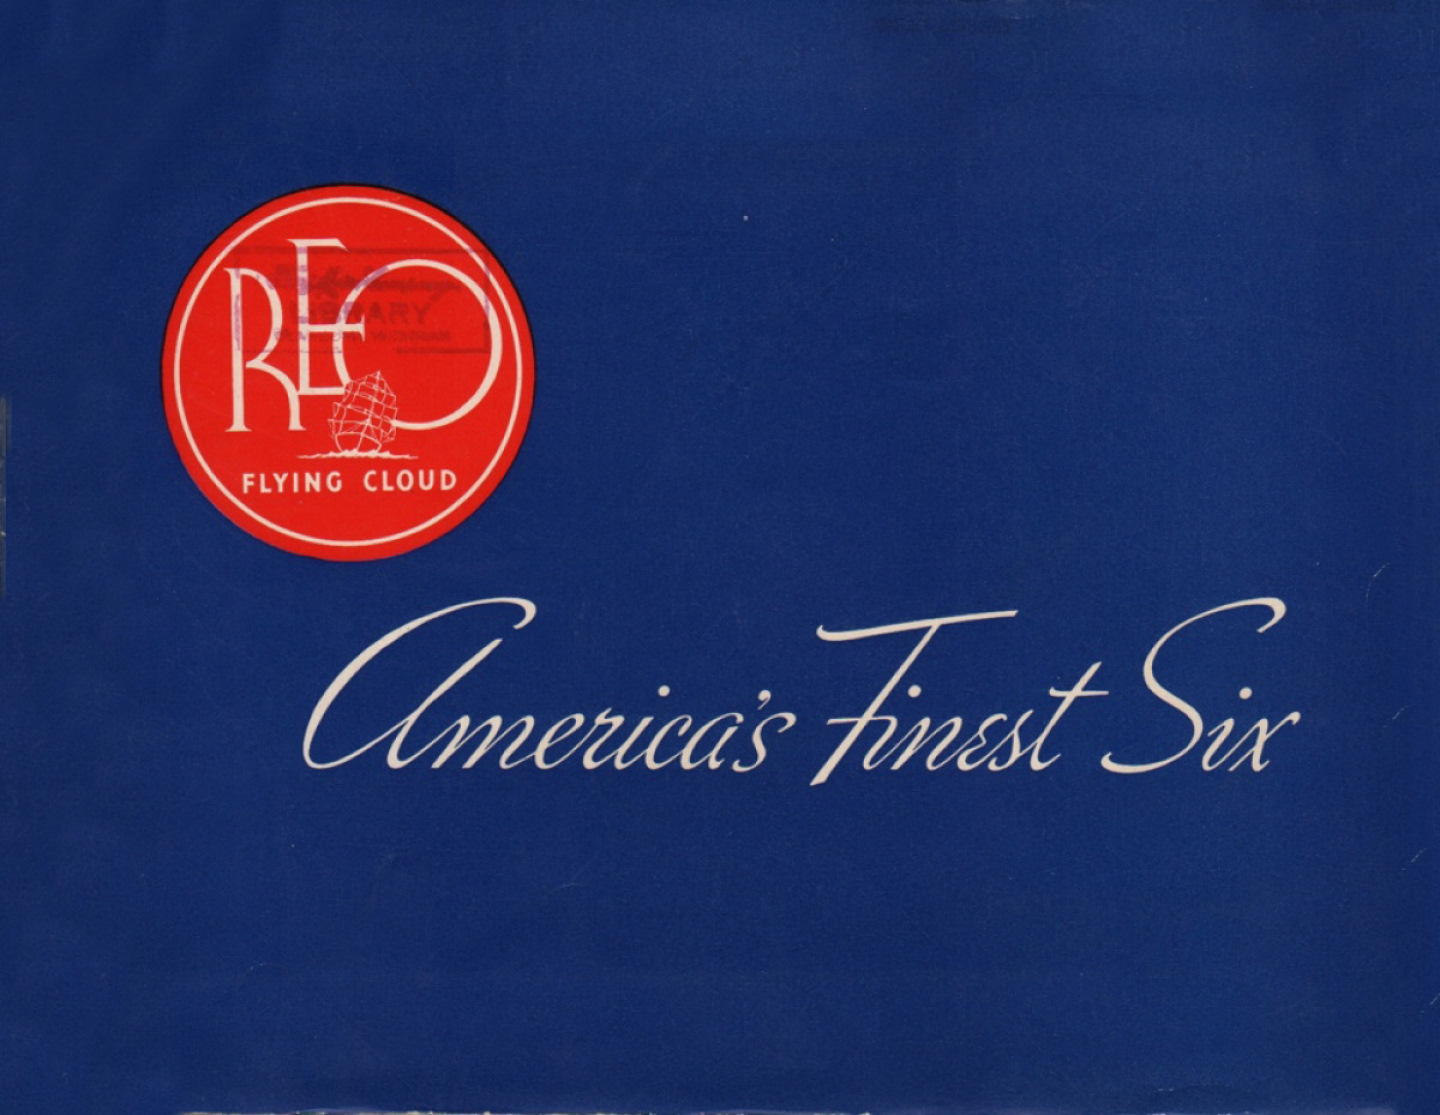 REO
LIBRARY
FLYING CLOUD
America's Finest Six